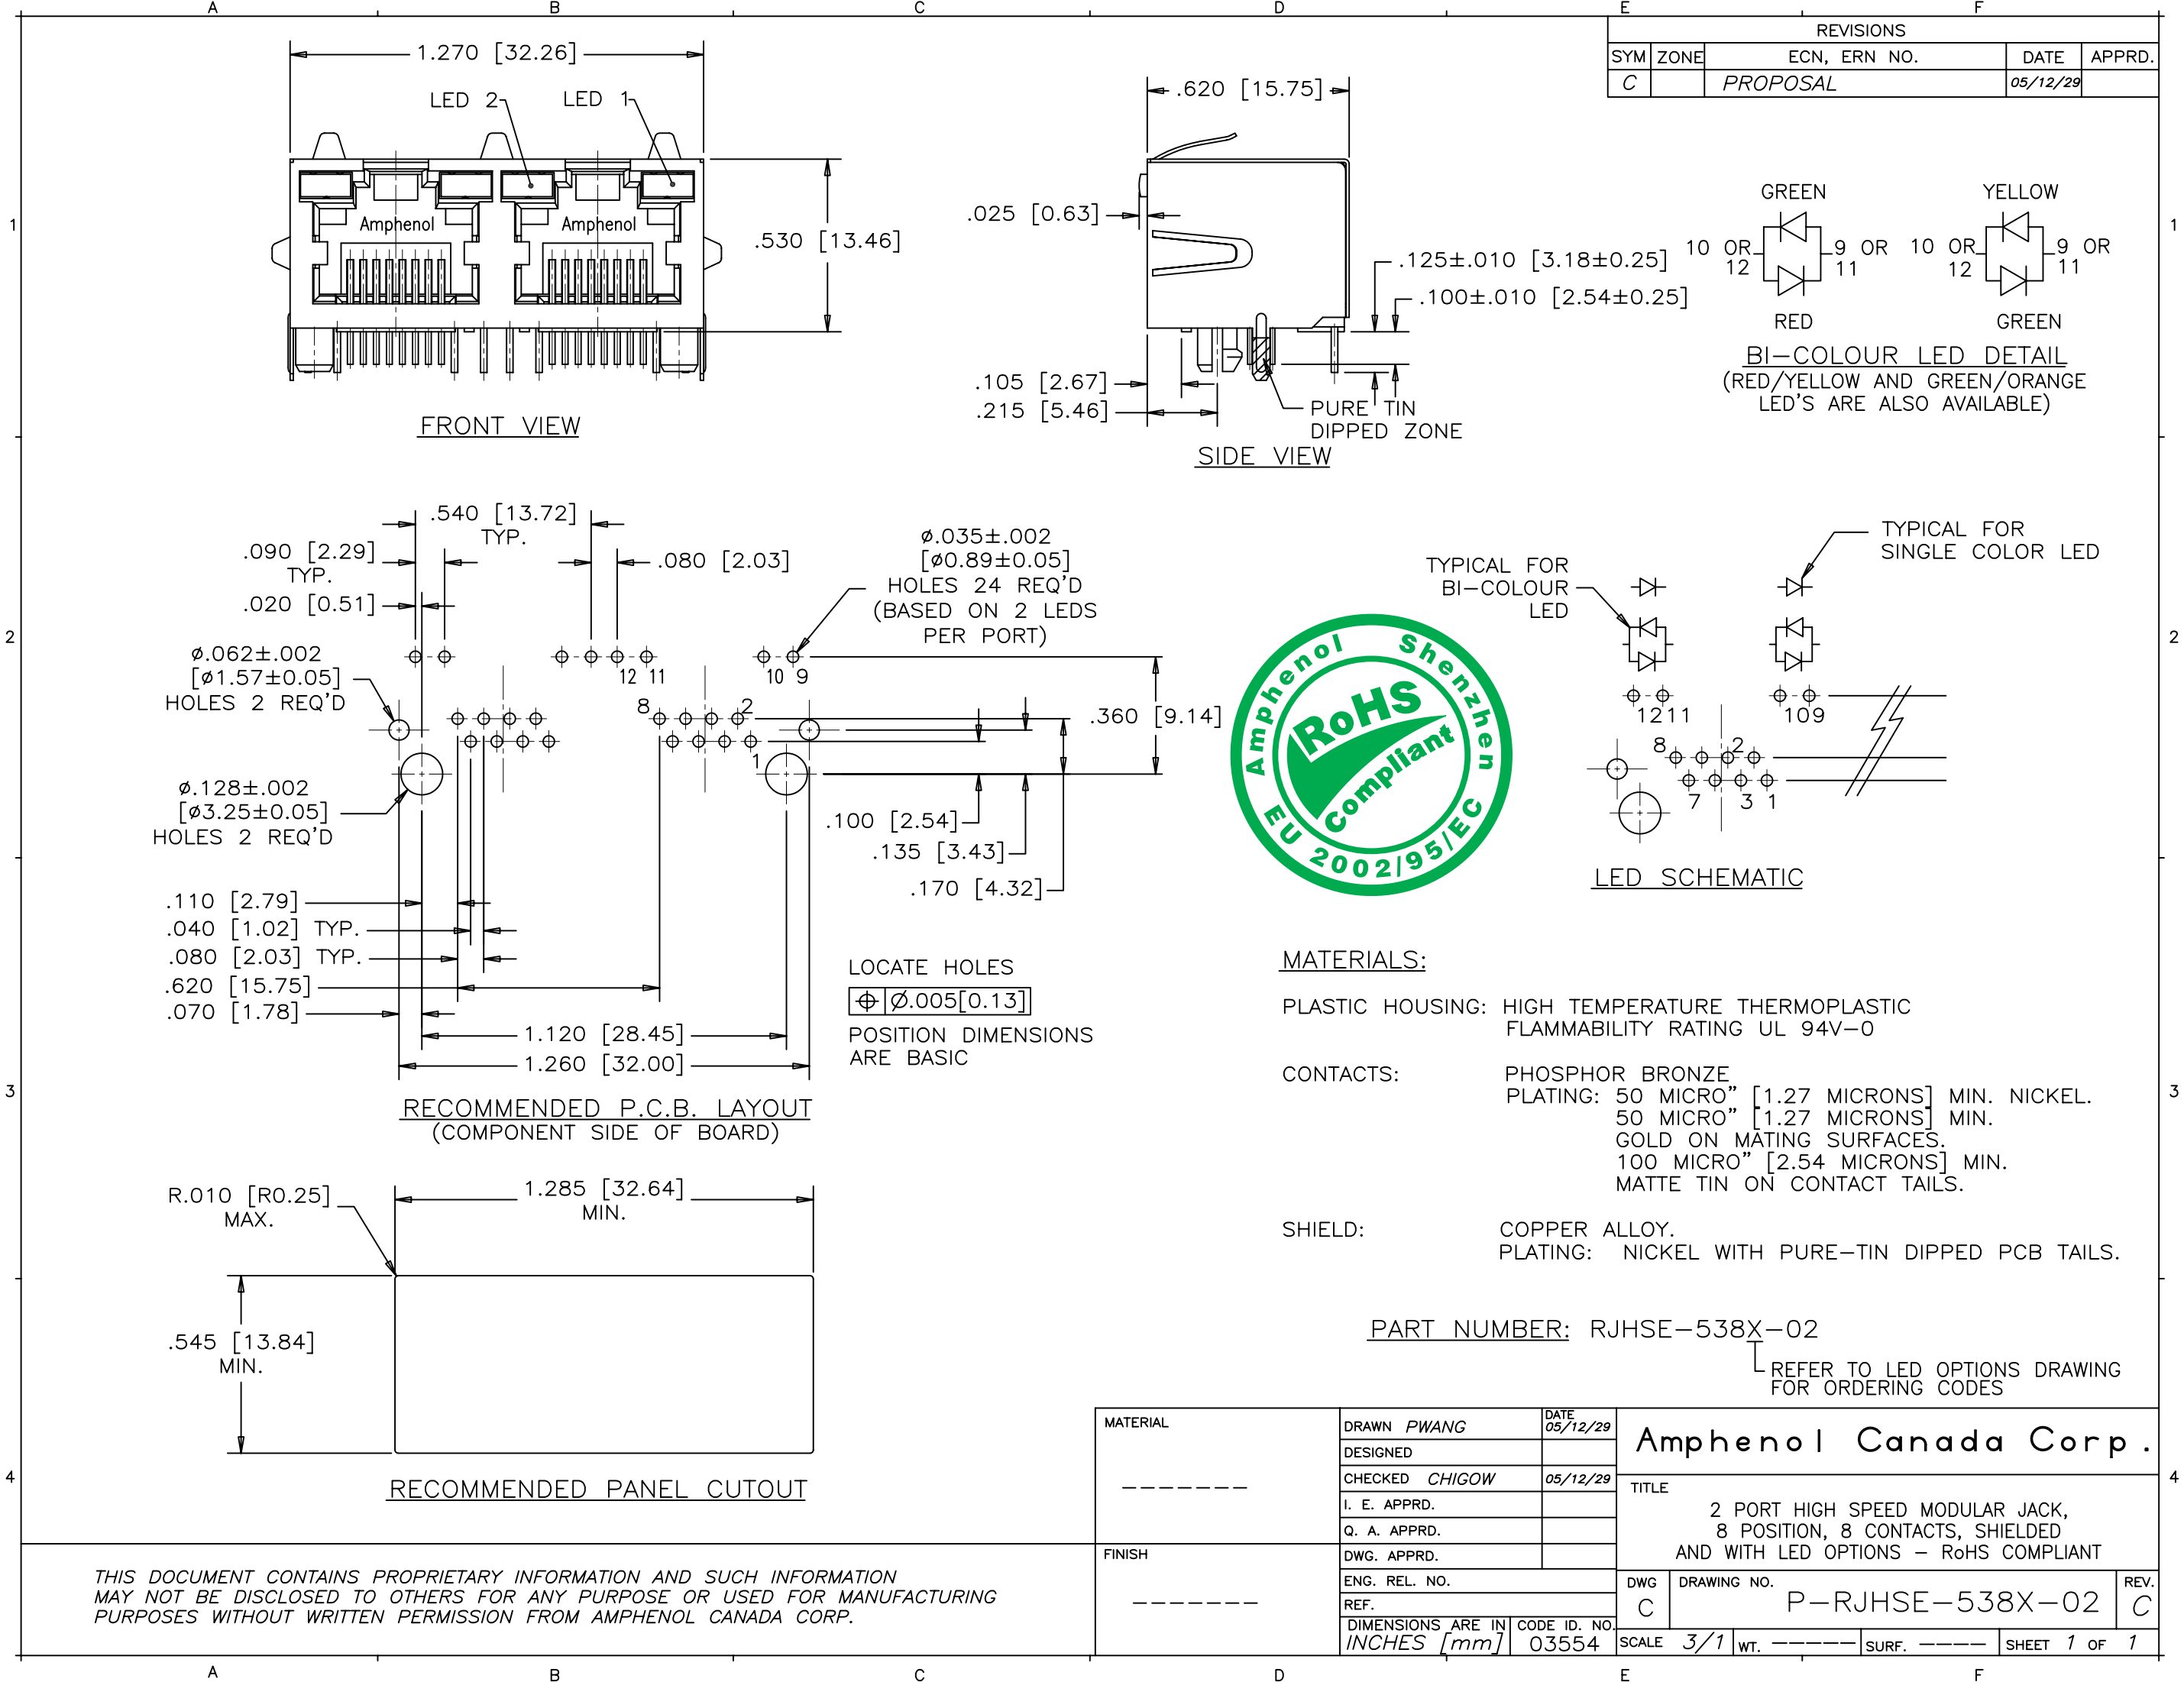 A B C D E F
REVISIONS
SYM ZONE ECN, ERN NO. DATE APPRD.
C PROPOSAL 05/12/29
1.270 [32.26]
LED 2 LED 1
Amphenol Amphenol
.530 [13.46]
FRONT VIEW
.620 [15.75]
.025 [0.63]
.125±.010 [3.18±0.25]
.100±.010 [2.54±0.25]
.105 [2.67]
.215 [5.46]
PURE TIN
DIPPED ZONE
SIDE VIEW
GREEN YELLOW
10 OR 12 9 OR 11 10 OR 12 9 OR 11
RED GREEN
BI-COLOUR LED DETAIL
(RED/YELLOW AND GREEN/ORANGE
LED'S ARE ALSO AVAILABLE)
1 1
.540 [13.72]
TYP.
.090 [2.29]
TYP.
.080 [2.03]
.020 [0.51]
ø.035±.002
[ø0.89±0.05]
HOLES 24 REQ'D
(BASED ON 2 LEDS
PER PORT)
ø.062±.002
[ø1.57±0.05]
HOLES 2 REQ'D
12 11 10 9
8 2
1
.360 [9.14]
ø.128±.002
[ø3.25±0.05]
HOLES 2 REQ'D
.100 [2.54]
.135 [3.43]
.170 [4.32]
.110 [2.79]
.040 [1.02] TYP.
.080 [2.03] TYP.
.620 [15.75]
.070 [1.78]
1.120 [28.45]
1.260 [32.00]
LOCATE HOLES
⌖ Ø.005[0.13]
POSITION DIMENSIONS
ARE BASIC
RECOMMENDED P.C.B. LAYOUT
(COMPONENT SIDE OF BOARD)
2 2
Amphenol Shenzhen
RoHS
Compliant
EU 2002/95/EC
TYPICAL FOR
BI-COLOUR
LED
TYPICAL FOR
SINGLE COLOR LED
1211 109
8 2
7 3 1
LED SCHEMATIC
MATERIALS:
PLASTIC HOUSING: HIGH TEMPERATURE THERMOPLASTIC
FLAMMABILITY RATING UL 94V-0
CONTACTS: PHOSPHOR BRONZE
PLATING: 50 MICRO" [1.27 MICRONS] MIN. NICKEL.
50 MICRO" [1.27 MICRONS] MIN.
GOLD ON MATING SURFACES.
100 MICRO" [2.54 MICRONS] MIN.
MATTE TIN ON CONTACT TAILS.
SHIELD: COPPER ALLOY.
PLATING: NICKEL WITH PURE-TIN DIPPED PCB TAILS.
3 3
R.010 [R0.25]
MAX.
1.285 [32.64]
MIN.
.545 [13.84]
MIN.
RECOMMENDED PANEL CUTOUT
PART NUMBER: RJHSE-538X-02
REFER TO LED OPTIONS DRAWING
FOR ORDERING CODES
4 4
THIS DOCUMENT CONTAINS PROPRIETARY INFORMATION AND SUCH INFORMATION
MAY NOT BE DISCLOSED TO OTHERS FOR ANY PURPOSE OR USED FOR MANUFACTURING
PURPOSES WITHOUT WRITTEN PERMISSION FROM AMPHENOL CANADA CORP.
MATERIAL
-------
FINISH
-------
DRAWN PWANG DATE 05/12/29
DESIGNED
CHECKED CHIGOW 05/12/29
I. E. APPRD.
Q. A. APPRD.
DWG. APPRD.
ENG. REL. NO.
REF.
DIMENSIONS ARE IN INCHES [mm] CODE ID. NO. 03554
Amphenol Canada Corp.
TITLE
2 PORT HIGH SPEED MODULAR JACK,
8 POSITION, 8 CONTACTS, SHIELDED
AND WITH LED OPTIONS - RoHS COMPLIANT
DWG C DRAWING NO. P-RJHSE-538X-02 REV. C
SCALE 3/1 WT. ----- SURF. ---- SHEET 1 OF 1
A B C D E F